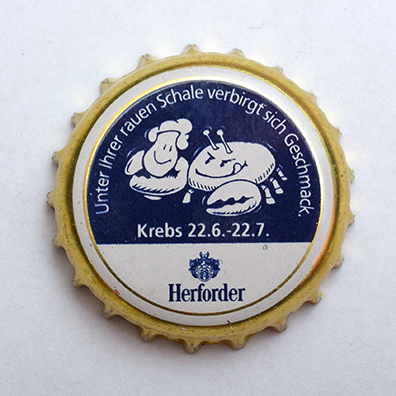 Unter Ihrer rauen Schale verbirgt sich Geschmack.
Krebs 22.6.-22.7.
Herforder